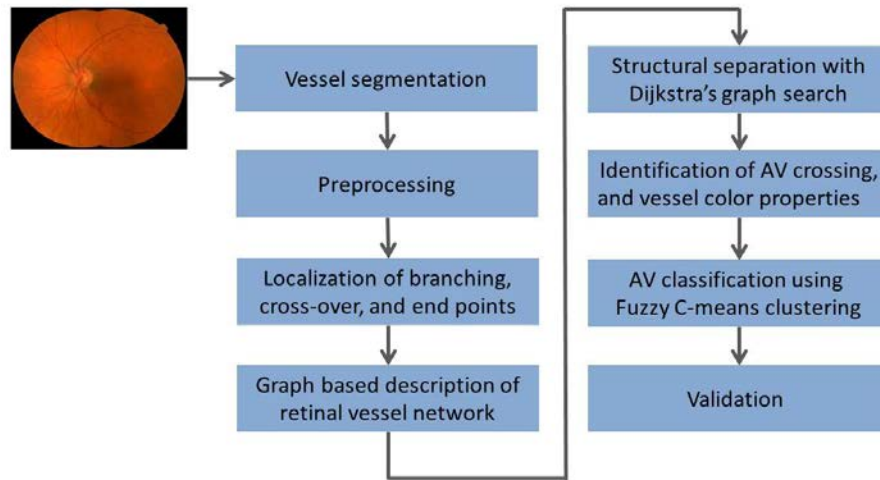 Vessel segmentation
Preprocessing
Localization of branching,
cross-over, and end points
Graph based description of
retinal vessel network
Structural separation with
Dijkstra's graph search
Identification of AV crossing,
and vessel color properties
AV classification using
Fuzzy C-means clustering
Validation